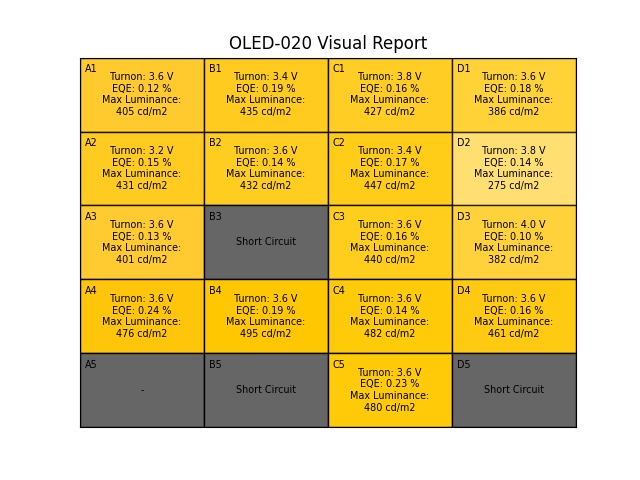 OLED-020 Visual Report
A1
Turnon: 3.6 V
EQE: 0.12 %
Max Luminance:
405 cd/m2
B1
Turnon: 3.4 V
EQE: 0.19 %
Max Luminance:
435 cd/m2
C1
Turnon: 3.8 V
EQE: 0.16 %
Max Luminance:
427 cd/m2
D1
Turnon: 3.6 V
EQE: 0.18 %
Max Luminance:
386 cd/m2
A2
Turnon: 3.2 V
EQE: 0.15 %
Max Luminance:
431 cd/m2
B2
Turnon: 3.6 V
EQE: 0.14 %
Max Luminance:
432 cd/m2
C2
Turnon: 3.4 V
EQE: 0.17 %
Max Luminance:
447 cd/m2
D2
Turnon: 3.8 V
EQE: 0.14 %
Max Luminance:
275 cd/m2
A3
Turnon: 3.6 V
EQE: 0.13 %
Max Luminance:
401 cd/m2
B3
Short Circuit
C3
Turnon: 3.6 V
EQE: 0.16 %
Max Luminance:
440 cd/m2
D3
Turnon: 4.0 V
EQE: 0.10 %
Max Luminance:
382 cd/m2
A4
Turnon: 3.6 V
EQE: 0.24 %
Max Luminance:
476 cd/m2
B4
Turnon: 3.6 V
EQE: 0.19 %
Max Luminance:
495 cd/m2
C4
Turnon: 3.6 V
EQE: 0.14 %
Max Luminance:
482 cd/m2
D4
Turnon: 3.6 V
EQE: 0.16 %
Max Luminance:
461 cd/m2
A5
-
B5
Short Circuit
C5
Turnon: 3.6 V
EQE: 0.23 %
Max Luminance:
480 cd/m2
D5
Short Circuit